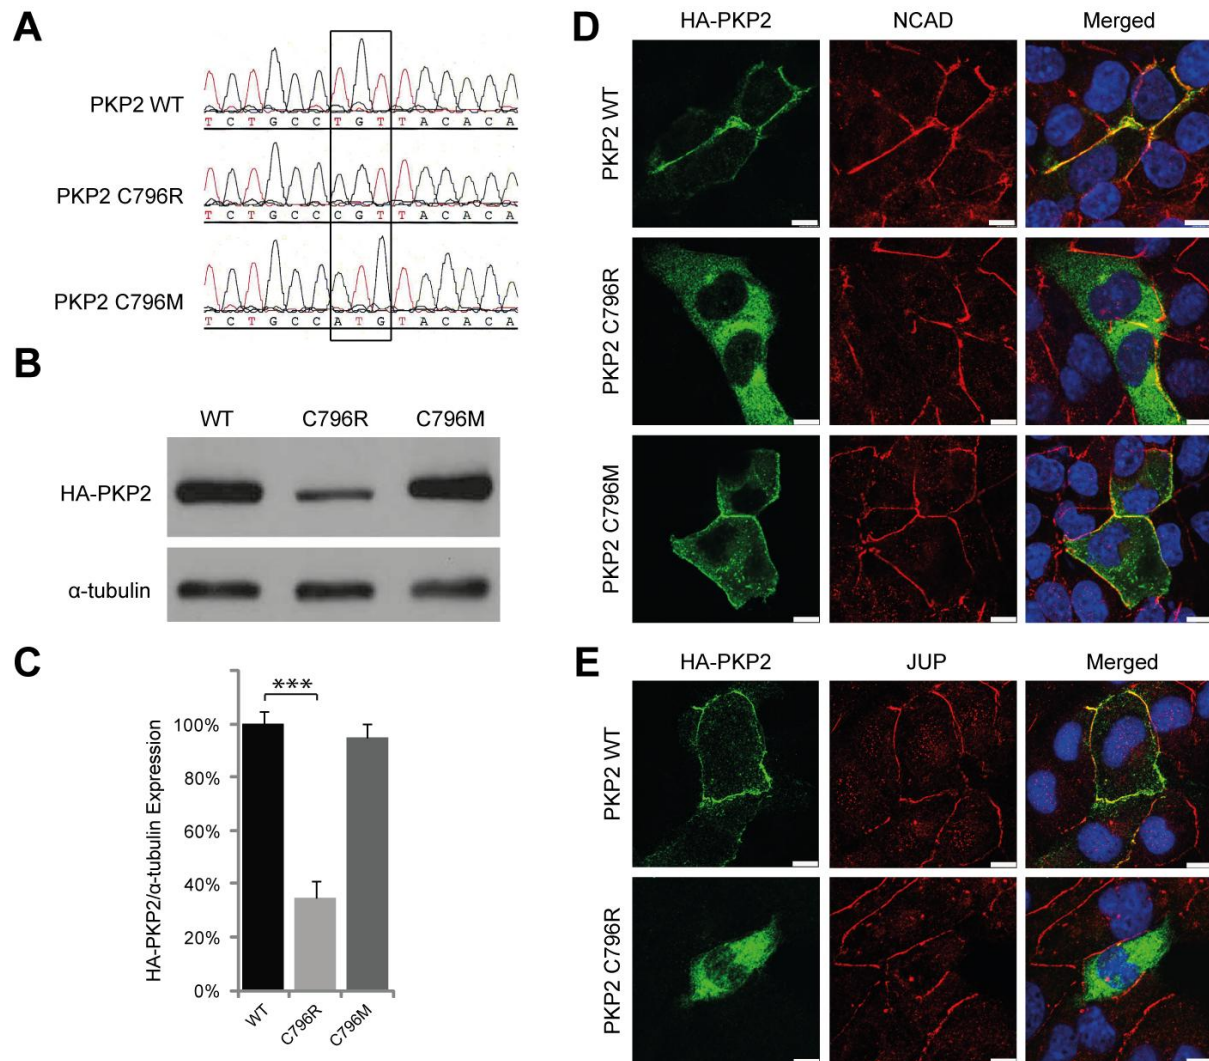 A
PKP2 WT
T C T G C C T G T T A C A C A
PKP2 C796R
T C T G C C C G T T A C A C A
PKP2 C796M
T C T G C C A T G T A C A C A
B
WT C796R C796M
HA-PKP2
α-tubulin
C
HA-PKP2/α-tubulin Expression
***
100%
80%
60%
40%
20%
0%
WT C796R C796M
D
HA-PKP2 NCAD Merged
PKP2 WT
PKP2 C796R
PKP2 C796M
E
HA-PKP2 JUP Merged
PKP2 WT
PKP2 C796R